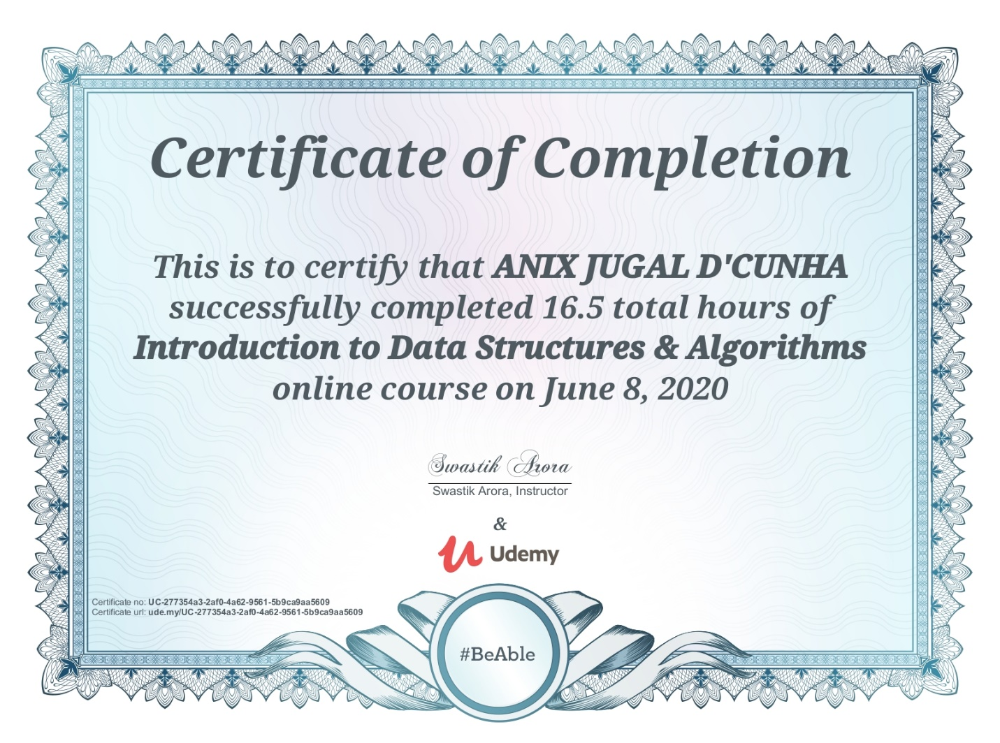 Certificate of Completion
This is to certify that ANIX JUGAL D'CUNHA
successfully completed 16.5 total hours of
Introduction to Data Structures & Algorithms
online course on June 8, 2020
Swastik Arora
Swastik Arora, Instructor
&
Udemy
Certificate no: UC-277354a3-2af0-4a62-9561-5b9ca9aa5609
Certificate url: ude.my/UC-277354a3-2af0-4a62-9561-5b9ca9aa5609
#BeAble